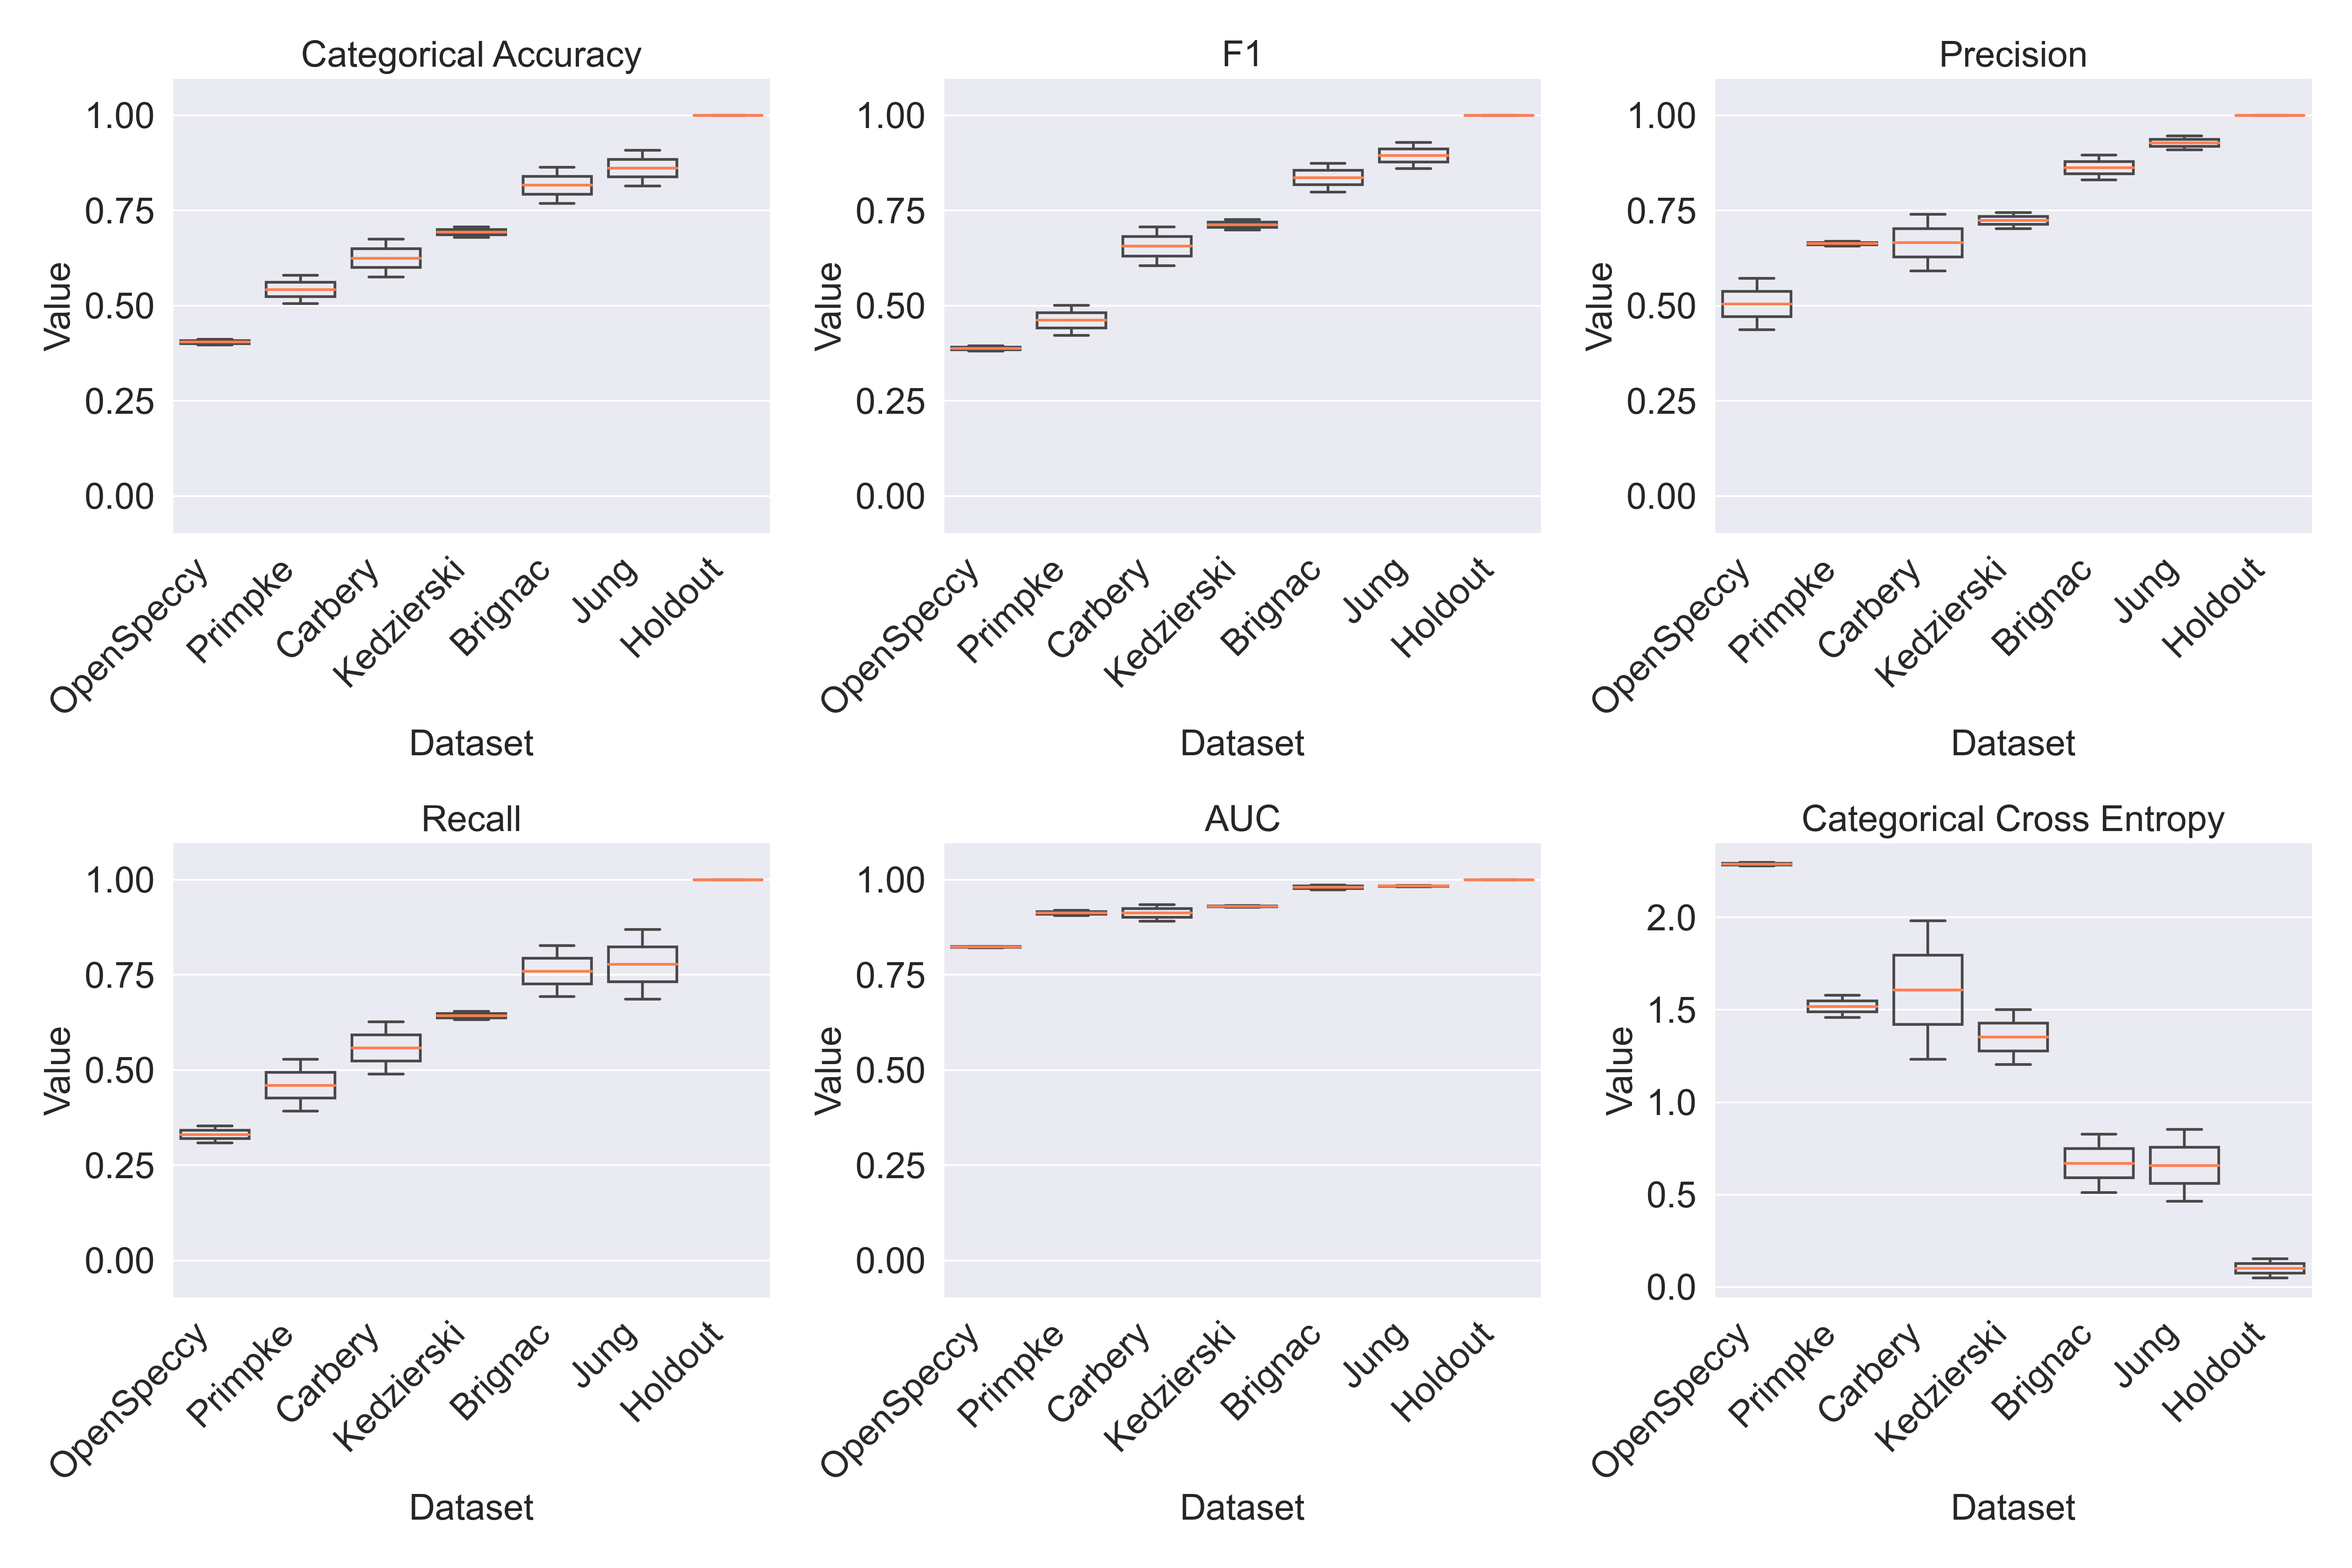 Categorical Accuracy
Value
1.00
0.75
0.50
0.25
0.00
OpenSpeccy
Primpke
Carbery
Kedzierski
Brignac
Jung
Holdout
Dataset
F1
Value
1.00
0.75
0.50
0.25
0.00
OpenSpeccy
Primpke
Carbery
Kedzierski
Brignac
Jung
Holdout
Dataset
Precision
Value
1.00
0.75
0.50
0.25
0.00
OpenSpeccy
Primpke
Carbery
Kedzierski
Brignac
Jung
Holdout
Dataset
Recall
Value
1.00
0.75
0.50
0.25
0.00
OpenSpeccy
Primpke
Carbery
Kedzierski
Brignac
Jung
Holdout
Dataset
AUC
Value
1.00
0.75
0.50
0.25
0.00
OpenSpeccy
Primpke
Carbery
Kedzierski
Brignac
Jung
Holdout
Dataset
Categorical Cross Entropy
Value
2.0
1.5
1.0
0.5
0.0
OpenSpeccy
Primpke
Carbery
Kedzierski
Brignac
Jung
Holdout
Dataset